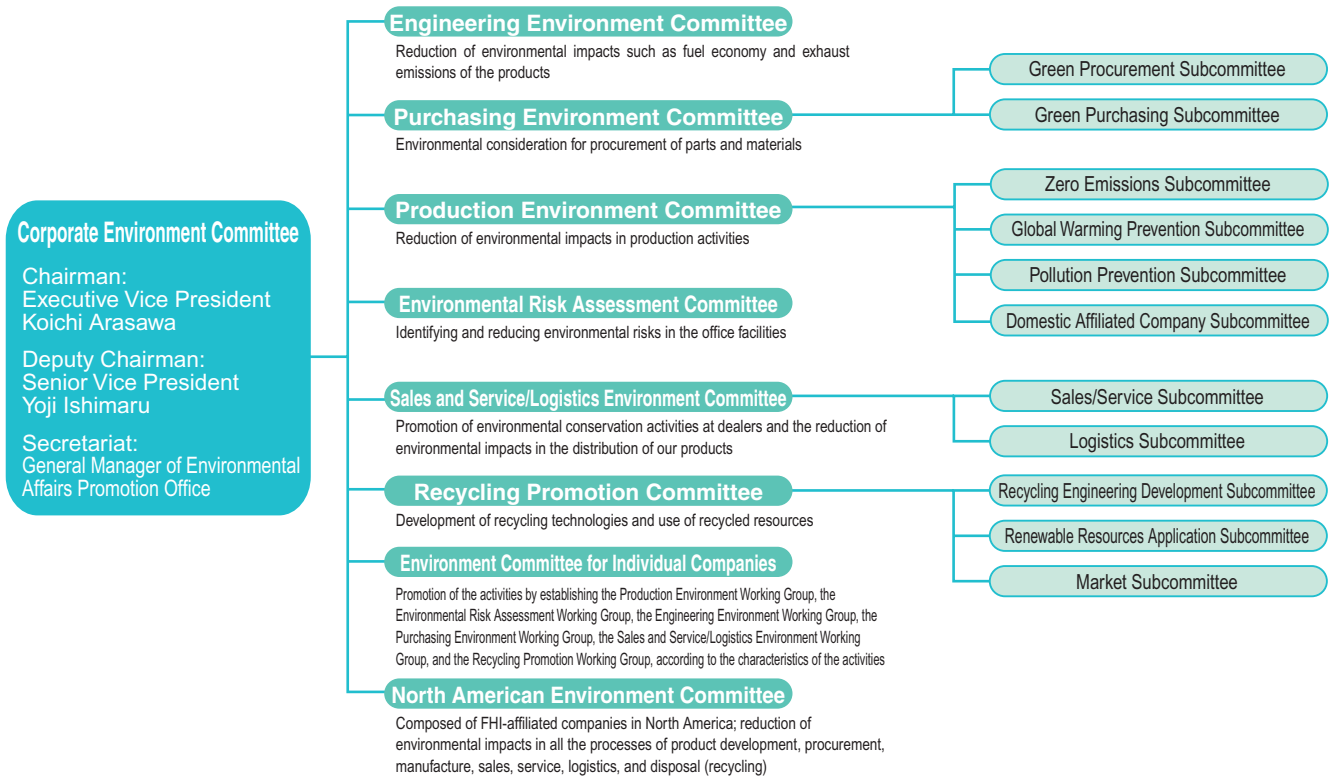 Corporate Environment Committee
Chairman:
Executive Vice President
Koichi Arasawa
Deputy Chairman:
Senior Vice President
Yoji Ishimaru
Secretariat:
General Manager of Environmental
Affairs Promotion Office
Engineering Environment Committee
Reduction of environmental impacts such as fuel economy and exhaust
emissions of the products
Purchasing Environment Committee
Environmental consideration for procurement of parts and materials
Green Procurement Subcommittee
Green Purchasing Subcommittee
Production Environment Committee
Reduction of environmental impacts in production activities
Zero Emissions Subcommittee
Global Warming Prevention Subcommittee
Pollution Prevention Subcommittee
Domestic Affiliated Company Subcommittee
Environmental Risk Assessment Committee
Identifying and reducing environmental risks in the office facilities
Sales and Service/Logistics Environment Committee
Promotion of environmental conservation activities at dealers and the reduction of
environmental impacts in the distribution of our products
Sales/Service Subcommittee
Logistics Subcommittee
Recycling Promotion Committee
Development of recycling technologies and use of recycled resources
Recycling Engineering Development Subcommittee
Renewable Resources Application Subcommittee
Market Subcommittee
Environment Committee for Individual Companies
Promotion of the activities by establishing the Production Environment Working Group, the
Environmental Risk Assessment Working Group, the Engineering Environment Working Group, the
Purchasing Environment Working Group, the Sales and Service/Logistics Environment Working
Group, and the Recycling Promotion Working Group, according to the characteristics of the activities
North American Environment Committee
Composed of FHI-affiliated companies in North America; reduction of
environmental impacts in all the processes of product development, procurement,
manufacture, sales, service, logistics, and disposal (recycling)